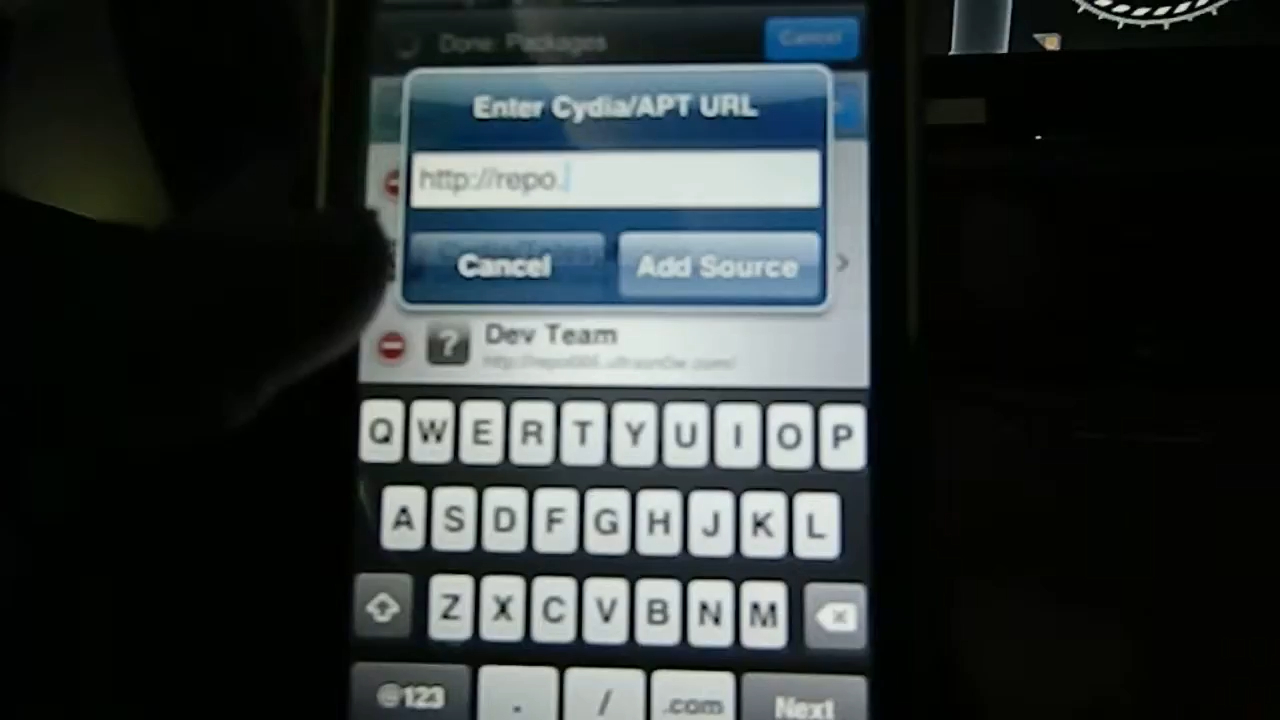 Done: Packages
Cancel
Enter Cydia/APT URL
http://repo.
Cancel
Add Source
?
Dev Team
Q W E R T Y U I O P
A S D F G H J K L
Z X C V B N M
@123 . / .com Next